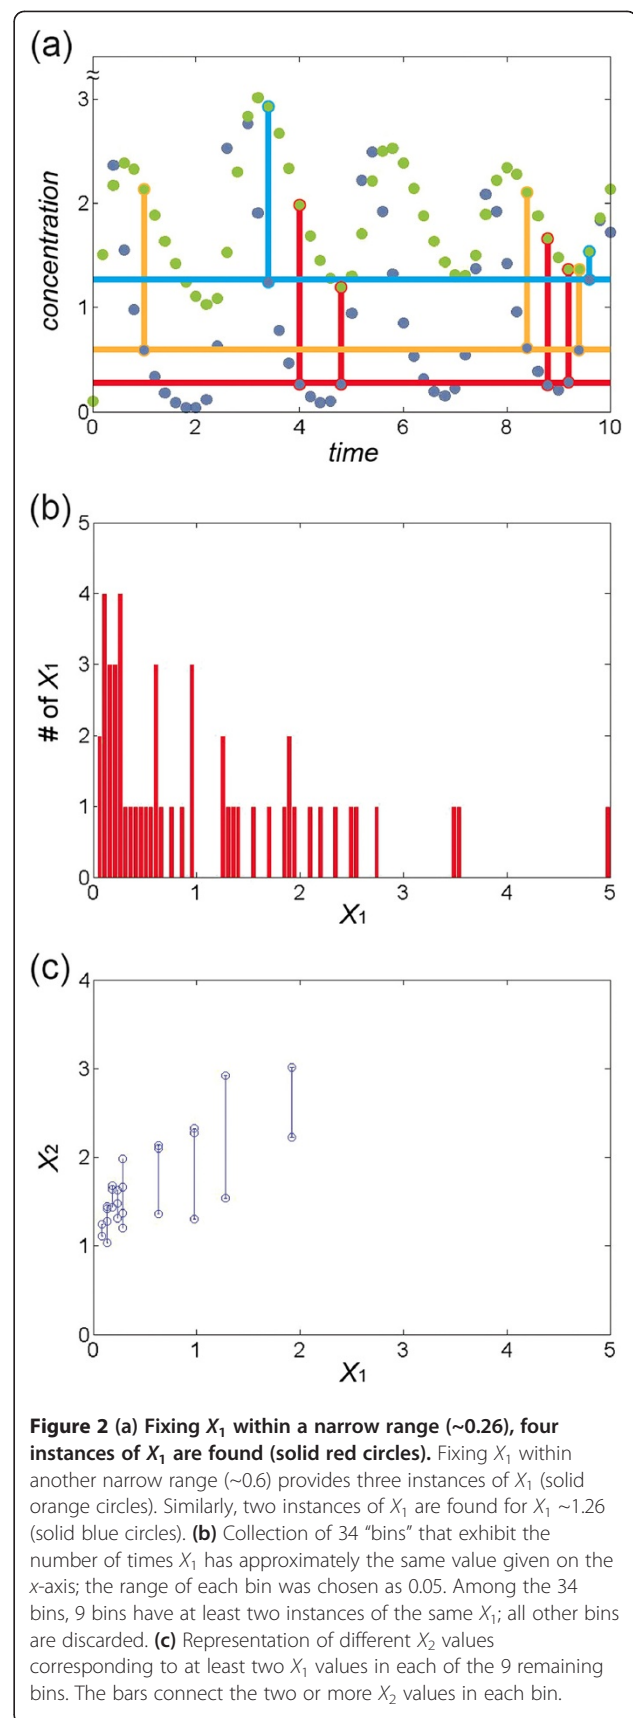 (a)
≈
3
2
1
0
concentration
0
2
4
6
8
10
time
(b)
5
4
3
2
1
0
# of X1
0
1
2
3
4
5
X1
(c)
4
3
2
1
0
X2
0
1
2
3
4
5
X1
Figure 2 (a) Fixing X1 within a narrow range (~0.26), four
instances of X1 are found (solid red circles). Fixing X1 within
another narrow range (~0.6) provides three instances of X1 (solid
orange circles). Similarly, two instances of X1 are found for X1 ~1.26
(solid blue circles). (b) Collection of 34 “bins” that exhibit the
number of times X1 has approximately the same value given on the
x-axis; the range of each bin was chosen as 0.05. Among the 34
bins, 9 bins have at least two instances of the same X1; all other bins
are discarded. (c) Representation of different X2 values
corresponding to at least two X1 values in each of the 9 remaining
bins. The bars connect the two or more X2 values in each bin.